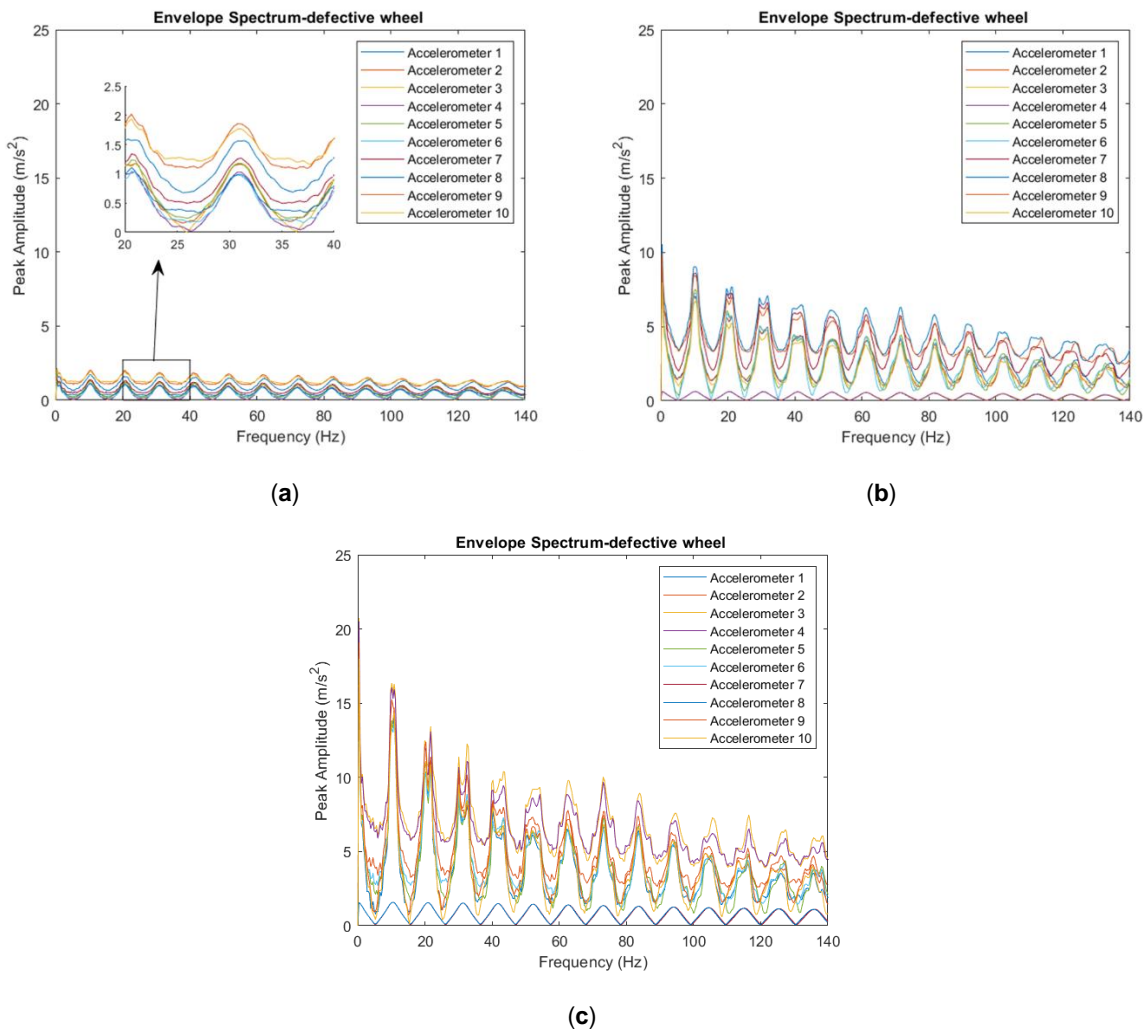 Envelope Spectrum-defective wheel
25
20
15
10
5
0
Peak Amplitude (m/s²)
0 20 40 60 80 100 120 140
Frequency (Hz)
Accelerometer 1
Accelerometer 2
Accelerometer 3
Accelerometer 4
Accelerometer 5
Accelerometer 6
Accelerometer 7
Accelerometer 8
Accelerometer 9
Accelerometer 10
2.5
2
1.5
1
0.5
0
20 25 30 35 40
(a)
Envelope Spectrum-defective wheel
25
20
15
10
5
0
Peak Amplitude (m/s²)
0 20 40 60 80 100 120 140
Frequency (Hz)
Accelerometer 1
Accelerometer 2
Accelerometer 3
Accelerometer 4
Accelerometer 5
Accelerometer 6
Accelerometer 7
Accelerometer 8
Accelerometer 9
Accelerometer 10
(b)
Envelope Spectrum-defective wheel
25
20
15
10
5
0
Peak Amplitude (m/s²)
0 20 40 60 80 100 120 140
Frequency (Hz)
Accelerometer 1
Accelerometer 2
Accelerometer 3
Accelerometer 4
Accelerometer 5
Accelerometer 6
Accelerometer 7
Accelerometer 8
Accelerometer 9
Accelerometer 10
(c)